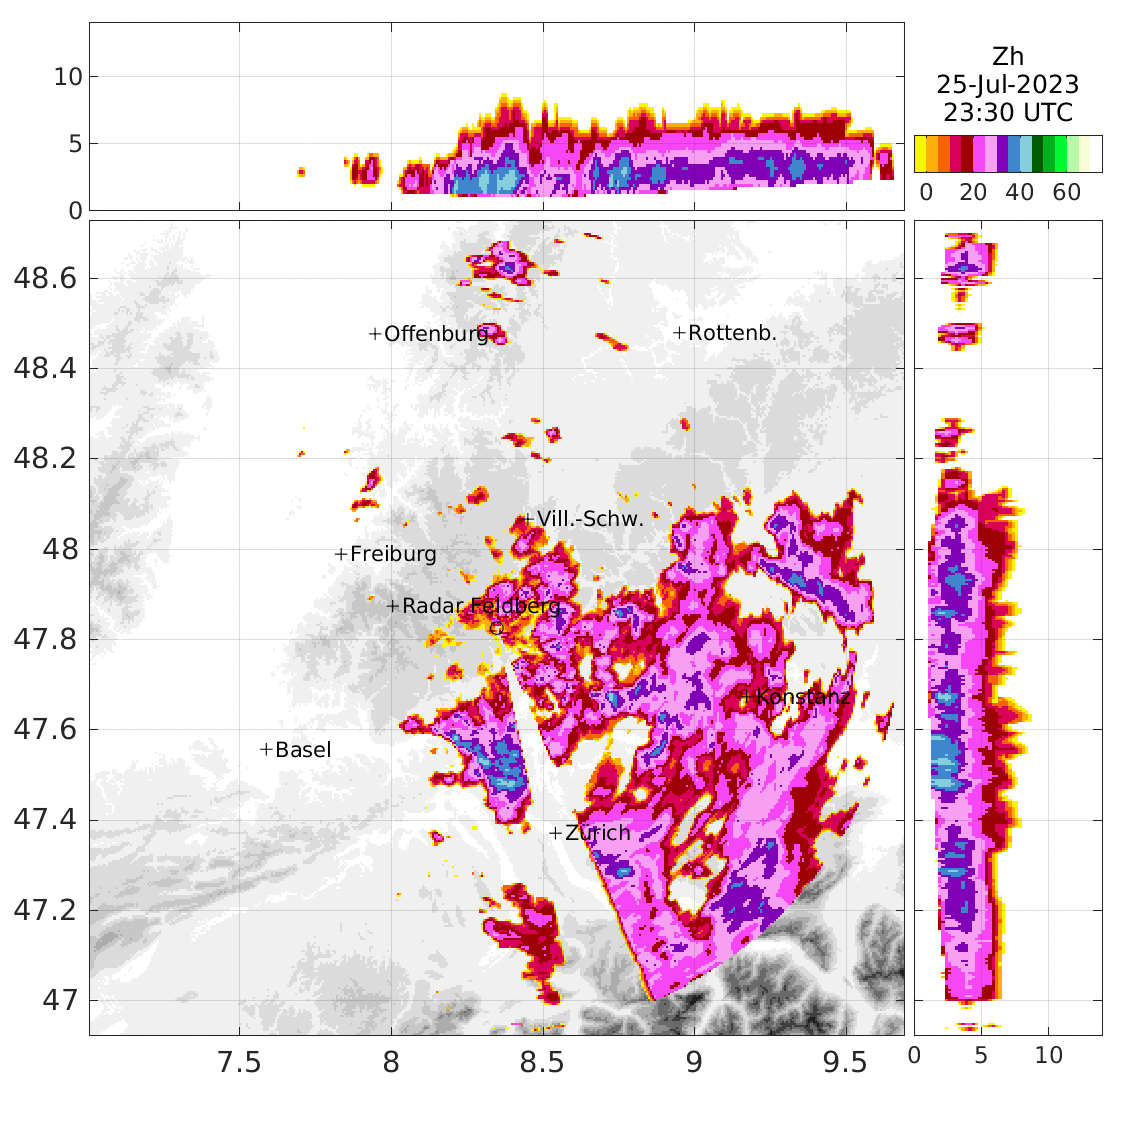 Zh
25-Jul-2023
23:30 UTC
0 20 40 60
10
5
0
48.6
48.4
48.2
48
47.8
47.6
47.4
47.2
47
+Offenburg
+Rottenb.
+Vill.-Schw.
+Freiburg
+Radar Feldberg
+Konstanz
+Basel
+Zürich
7.5 8 8.5 9 9.5
0 5 10